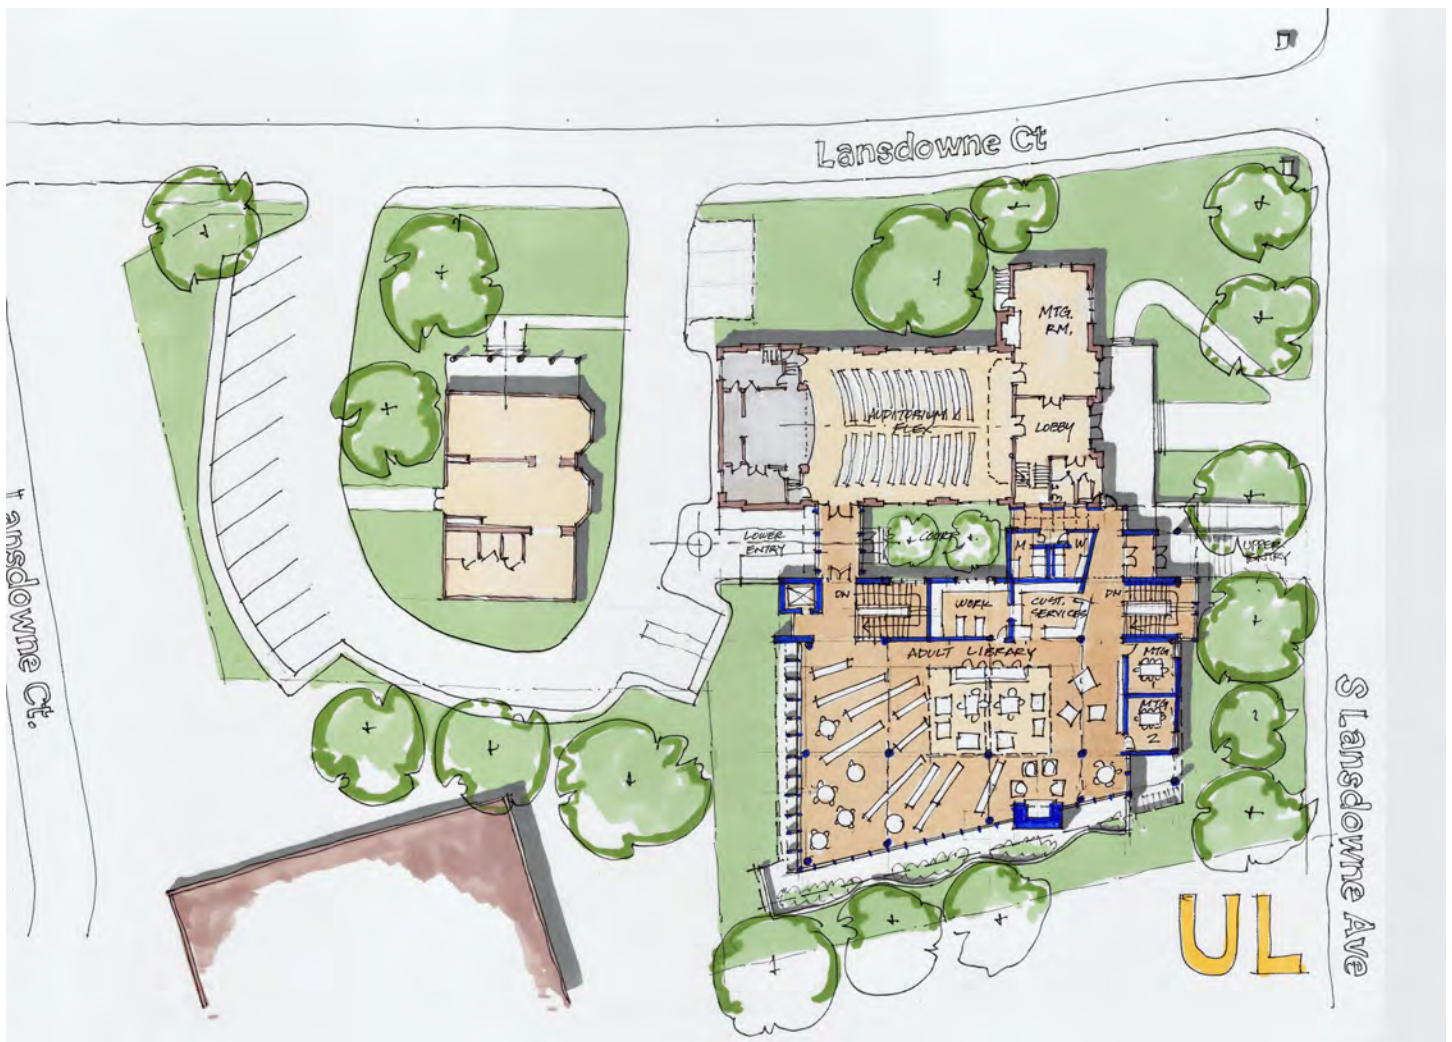 Lansdowne Ct
MTG.
RM.
AUDITORIUM /
FLEX
LOBBY
LOWER
ENTRY
COURT
M
W
UPPER
ENTRY
DN
WORK
CUST.
SERVICES
DN
ADULT LIBRARY
MTG
1
MTG
2
Lansdowne Ct.
S Lansdowne Ave
UL